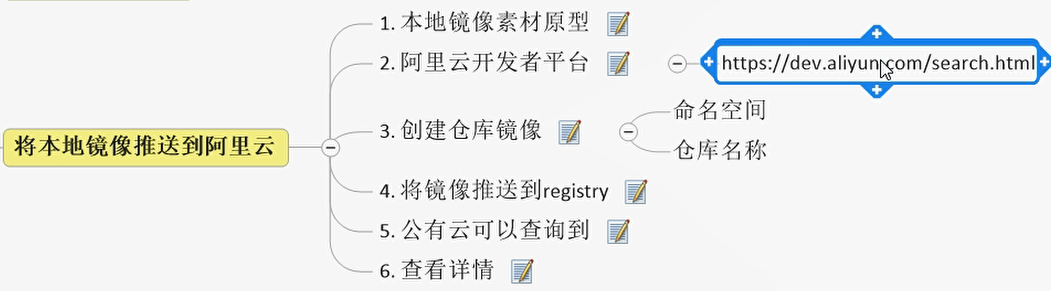 将本地镜像推送到阿里云
1. 本地镜像素材原型
2. 阿里云开发者平台
https://dev.aliyun.com/search.html
3. 创建仓库镜像
命名空间
仓库名称
4. 将镜像推送到registry
5. 公有云可以查询到
6. 查看详情